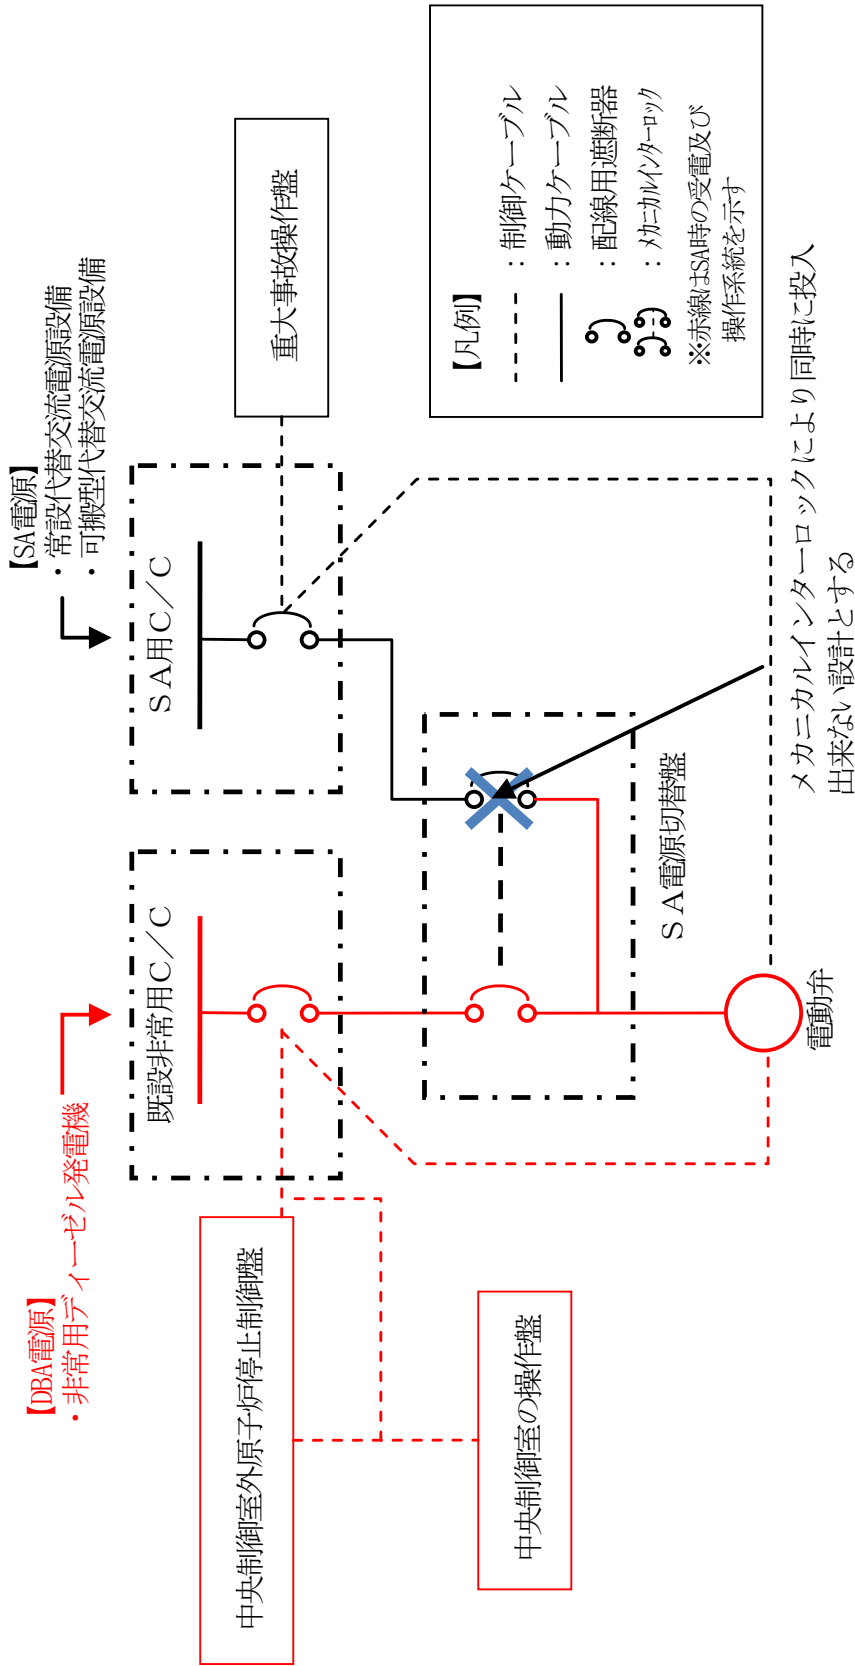 【DBA電源】
・非常用ディーゼル発電機
【SA電源】
・常設代替交流電源設備
・可搬型代替交流電源設備
既設非常用C/C
SA用C/C
重大事故操作盤
中央制御室外原子炉停止制御盤
中央制御室の操作盤
SA電源切替盤
電動弁
メカニカルインターロックにより同時に投入
出来ない設計とする
【凡例】
：制御ケーブル
：動力ケーブル
：配線用遮断器
：ﾒｶﾆｶﾙｲﾝﾀｰﾛｯｸ
※赤線はSA時の受電及び
操作系統を示す